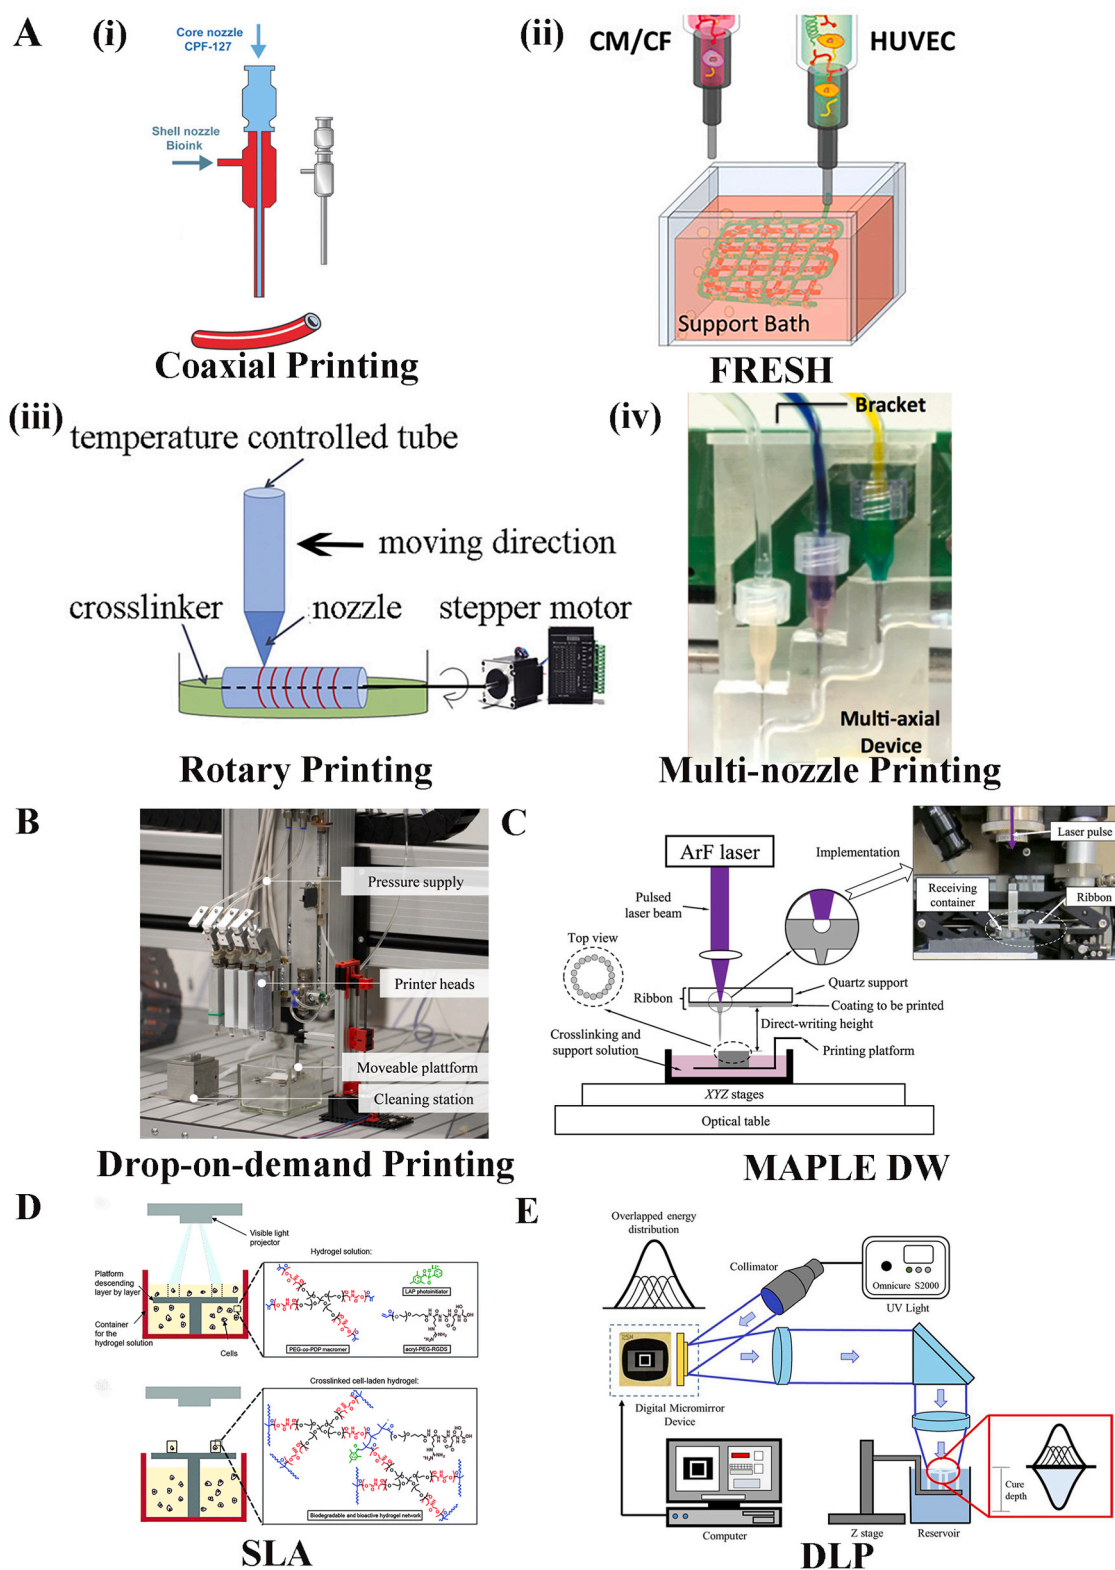 A
(i)
Core nozzle
CPF-127
Shell nozzle
Bioink
Coaxial Printing
(ii)
CM/CF
HUVEC
Support Bath
FRESH
(iii)
temperature controlled tube
moving direction
crosslinker
nozzle
stepper motor
Rotary Printing
(iv)
Bracket
Multi-axial
Device
Multi-nozzle Printing
B
Pressure supply
Printer heads
Moveable plattform
Cleaning station
Drop-on-demand Printing
C
ArF laser
Implementation
Laser pulse
Receiving
container
Ribbon
Pulsed
laser beam
Top view
Ribbon
Quartz support
Coating to be printed
Direct-writing height
Crosslinking and
support solution
Printing platform
XYZ stages
Optical table
MAPLE DW
D
Visible light
projector
Platform
descending
layer by layer
Container for the
hydrogel solution
Cells
Hydrogel solution:
LAP photoinitiator
PEG-co-PDP macromer
acryl-PEG-RGDS
Crosslinked cell-laden hydrogel:
Biodegradable and bioactive hydrogel network
SLA
E
Overlapped energy
distribution
Collimator
Omnicure S2000
UV Light
Digital Micromirror
Device
Computer
Z stage
Reservoir
Cure
depth
DLP